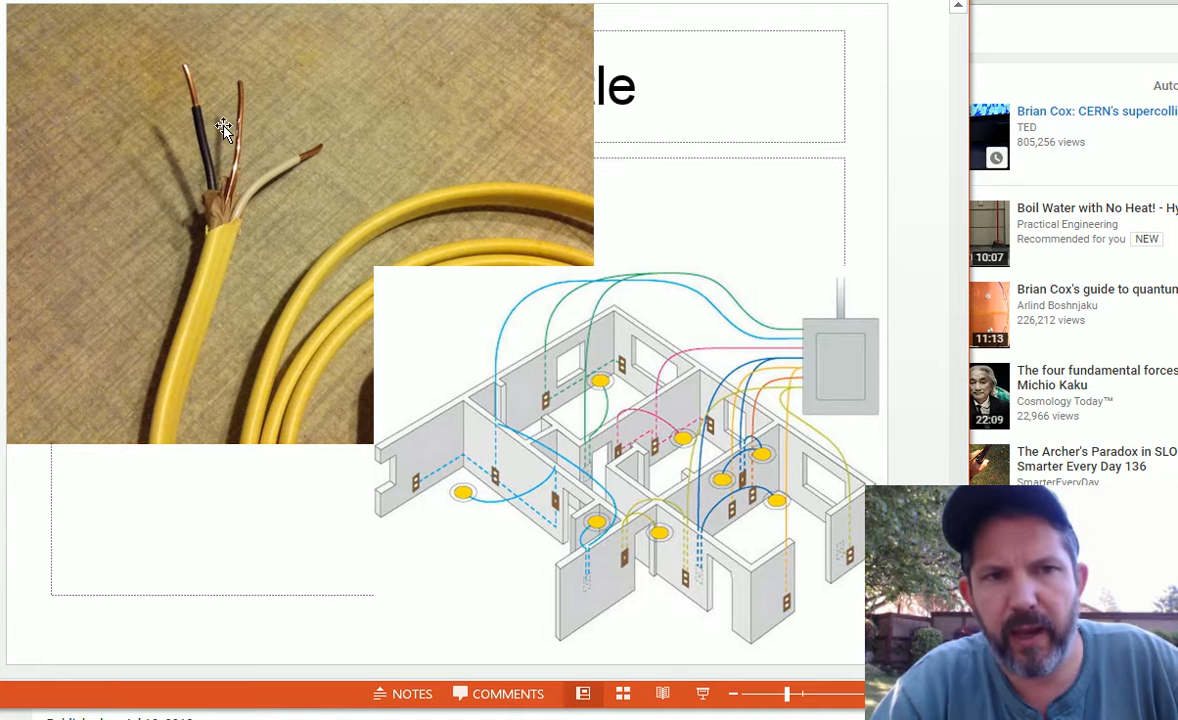 le
Auto
Brian Cox: CERN's supercolli
TED
805,256 views
Boil Water with No Heat! - Hy
Practical Engineering
Recommended for you NEW
10:07
Brian Cox's guide to quantun
Arlind Boshnjaku
226,212 views
11:13
The four fundamental forces
Michio Kaku
Cosmology Today™
22,966 views
22:09
The Archer's Paradox in SLO
Smarter Every Day 136
SmarterEveryDay
NOTES
COMMENTS